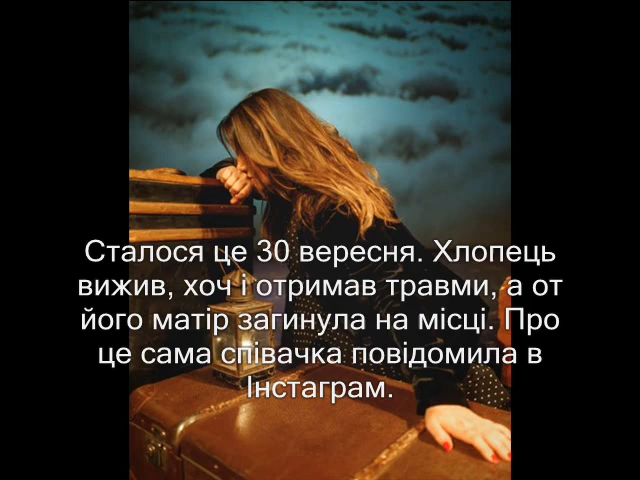 Сталося це 30 вересня. Хлопець
вижив, хоч і отримав травми, а от
його матір загинула на місці. Про
це сама співачка повідомила в
Інстаграм.